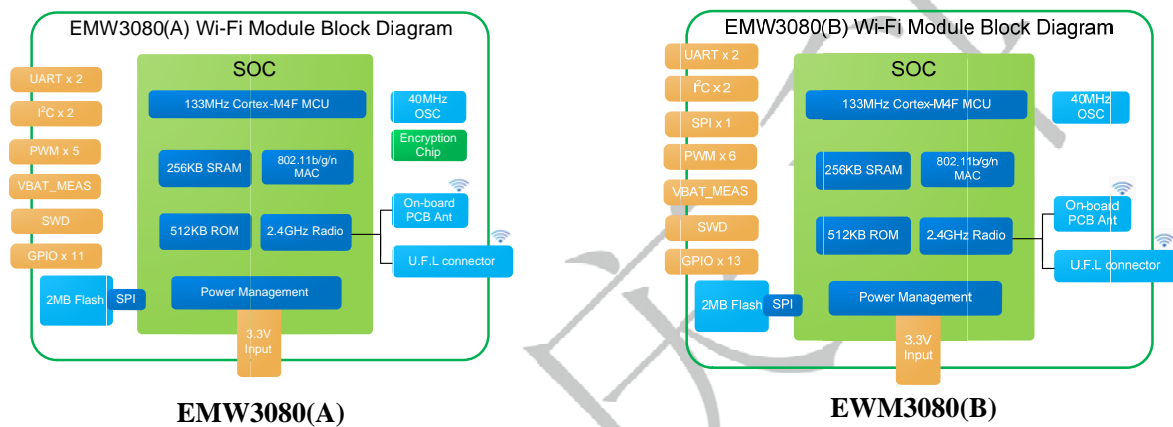 EMW3080(A) Wi-Fi Module Block Diagram
SOC
UART x 2
I²C x 2
PWM x 5
VBAT_MEAS
SWD
GPIO x 11
133MHz Cortex-M4F MCU
256KB SRAM
802.11b/g/n
MAC
512KB ROM
2.4GHz Radio
Power Management
2MB Flash
SPI
3.3V
Input
40MHz
OSC
Encryption
Chip
On-board
PCB Ant
U.F.L connector
EMW3080(A)
EMW3080(B) Wi-Fi Module Block Diagram
SOC
UART x 2
I²C x 2
SPI x 1
PWM x 6
VBAT_MEAS
SWD
GPIO x 13
133MHz Cortex-M4F MCU
256KB SRAM
802.11b/g/n
MAC
512KB ROM
2.4GHz Radio
Power Management
2MB Flash
SPI
3.3V
Input
40MHz
OSC
On-board
PCB Ant
U.F.L connector
EWM3080(B)